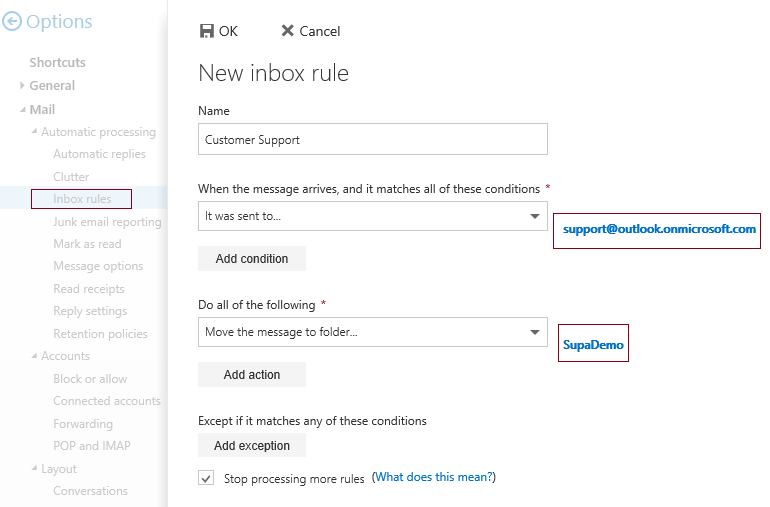 Options
Shortcuts
General
Mail
Automatic processing
Automatic replies
Clutter
Inbox rules
Junk email reporting
Mark as read
Message options
Read receipts
Reply settings
Retention policies
Accounts
Block or allow
Connected accounts
Forwarding
POP and IMAP
Layout
Conversations
OK Cancel
New inbox rule
Name
Customer Support
When the message arrives, and it matches all of these conditions *
It was sent to...
support@outlook.onmicrosoft.com
Add condition
Do all of the following *
Move the message to folder...
SupaDemo
Add action
Except if it matches any of these conditions
Add exception
Stop processing more rules (What does this mean?)